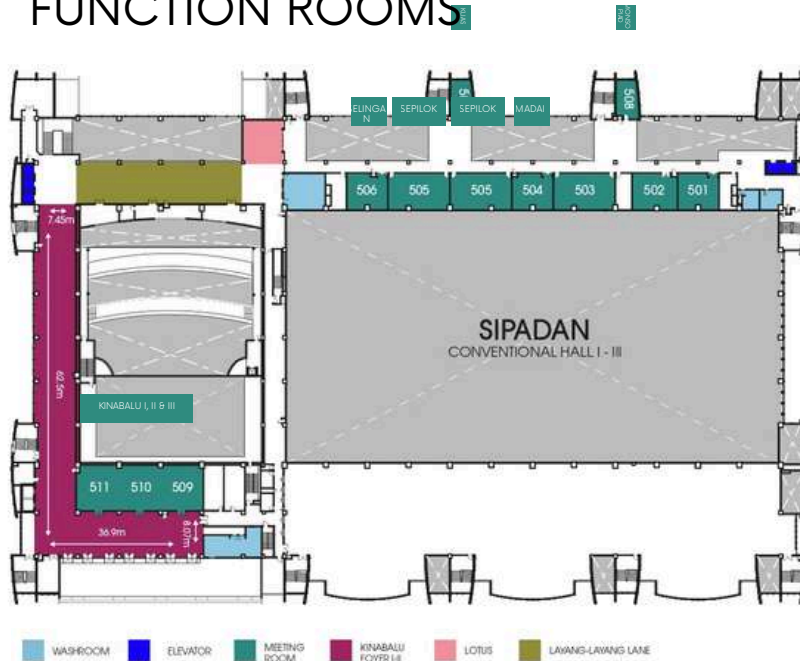 FUNCTION ROOMS
SELINGA
N
SEPILOK
SEPILOK
MADAI
508
506
505
505
504
503
502
501
7.45m
62.5m
SIPADAN
CONVENTIONAL HALL I - III
KINABALU I, II & III
511
510
509
36.9m
8.07m
WASHROOM
ELEVATOR
MEETING
ROOM
KINABALU
FOYER I-II
LOTUS
LAYANG-LAYANG LANE